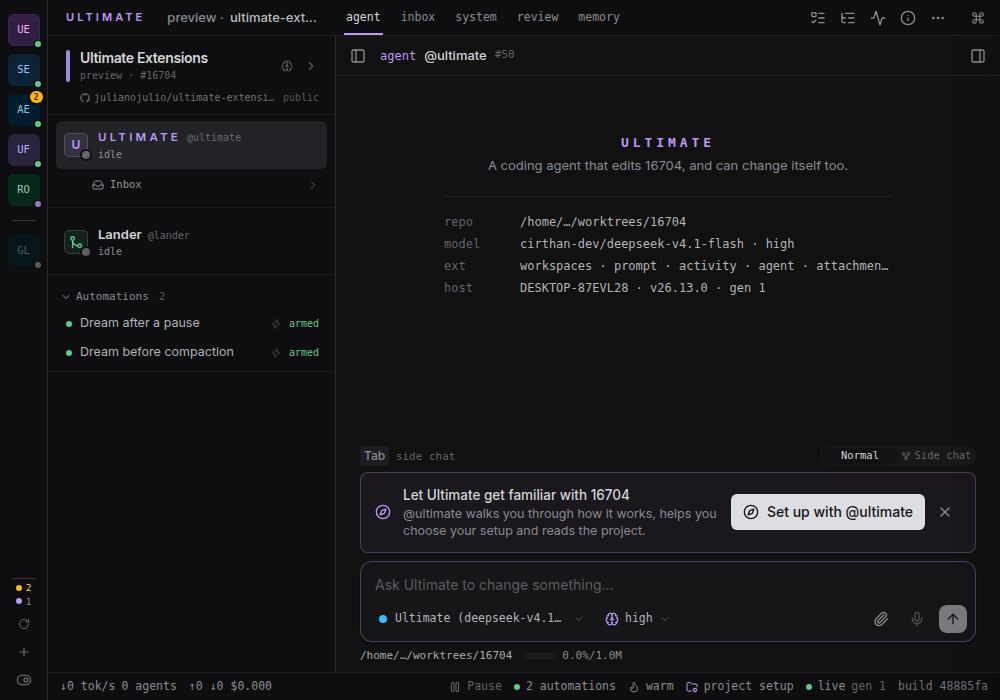 UE
SE
2
AE
UF
RO
GL
2
1
ULTIMATE preview · ultimate-ext... agent inbox system review memory
Ultimate Extensions
preview · #16704
julianojulio/ultimate-extensi… public
U ULTIMATE @ultimate
idle
Inbox
Lander @lander
idle
Automations 2
Dream after a pause armed
Dream before compaction armed
agent @ultimate #50
ULTIMATE
A coding agent that edits 16704, and can change itself too.
repo /home/…/worktrees/16704
model cirthan-dev/deepseek-v4.1-flash · high
ext workspaces · prompt · activity · agent · attachmen…
host DESKTOP-87EVL28 · v26.13.0 · gen 1
Tab side chat Normal Side chat
Let Ultimate get familiar with 16704
@ultimate walks you through how it works, helps you
choose your setup and reads the project.
Set up with @ultimate
Ask Ultimate to change something...
Ultimate (deepseek-v4.1… high
/home/…/worktrees/16704 0.0%/1.0M
↓0 tok/s 0 agents ↑0 ↓0 $0.000 Pause 2 automations warm project setup live gen 1 build 48885fa